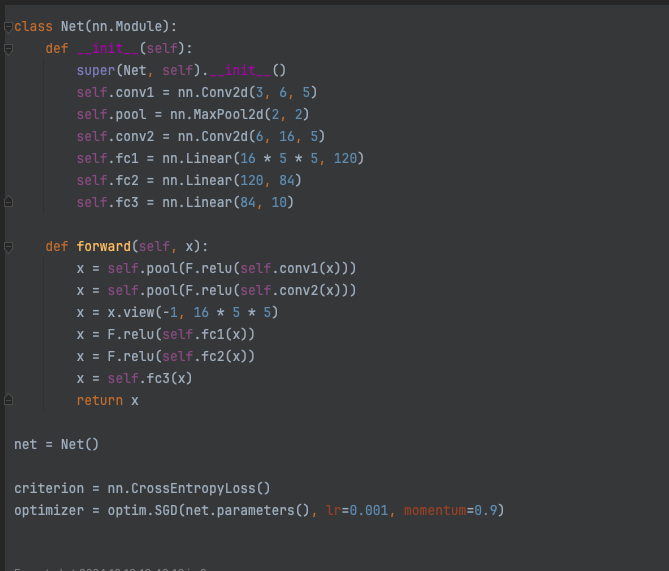 class Net(nn.Module):
    def __init__(self):
        super(Net, self).__init__()
        self.conv1 = nn.Conv2d(3, 6, 5)
        self.pool = nn.MaxPool2d(2, 2)
        self.conv2 = nn.Conv2d(6, 16, 5)
        self.fc1 = nn.Linear(16 * 5 * 5, 120)
        self.fc2 = nn.Linear(120, 84)
        self.fc3 = nn.Linear(84, 10)

    def forward(self, x):
        x = self.pool(F.relu(self.conv1(x)))
        x = self.pool(F.relu(self.conv2(x)))
        x = x.view(-1, 16 * 5 * 5)
        x = F.relu(self.fc1(x))
        x = F.relu(self.fc2(x))
        x = self.fc3(x)
        return x

net = Net()

criterion = nn.CrossEntropyLoss()
optimizer = optim.SGD(net.parameters(), lr=0.001, momentum=0.9)